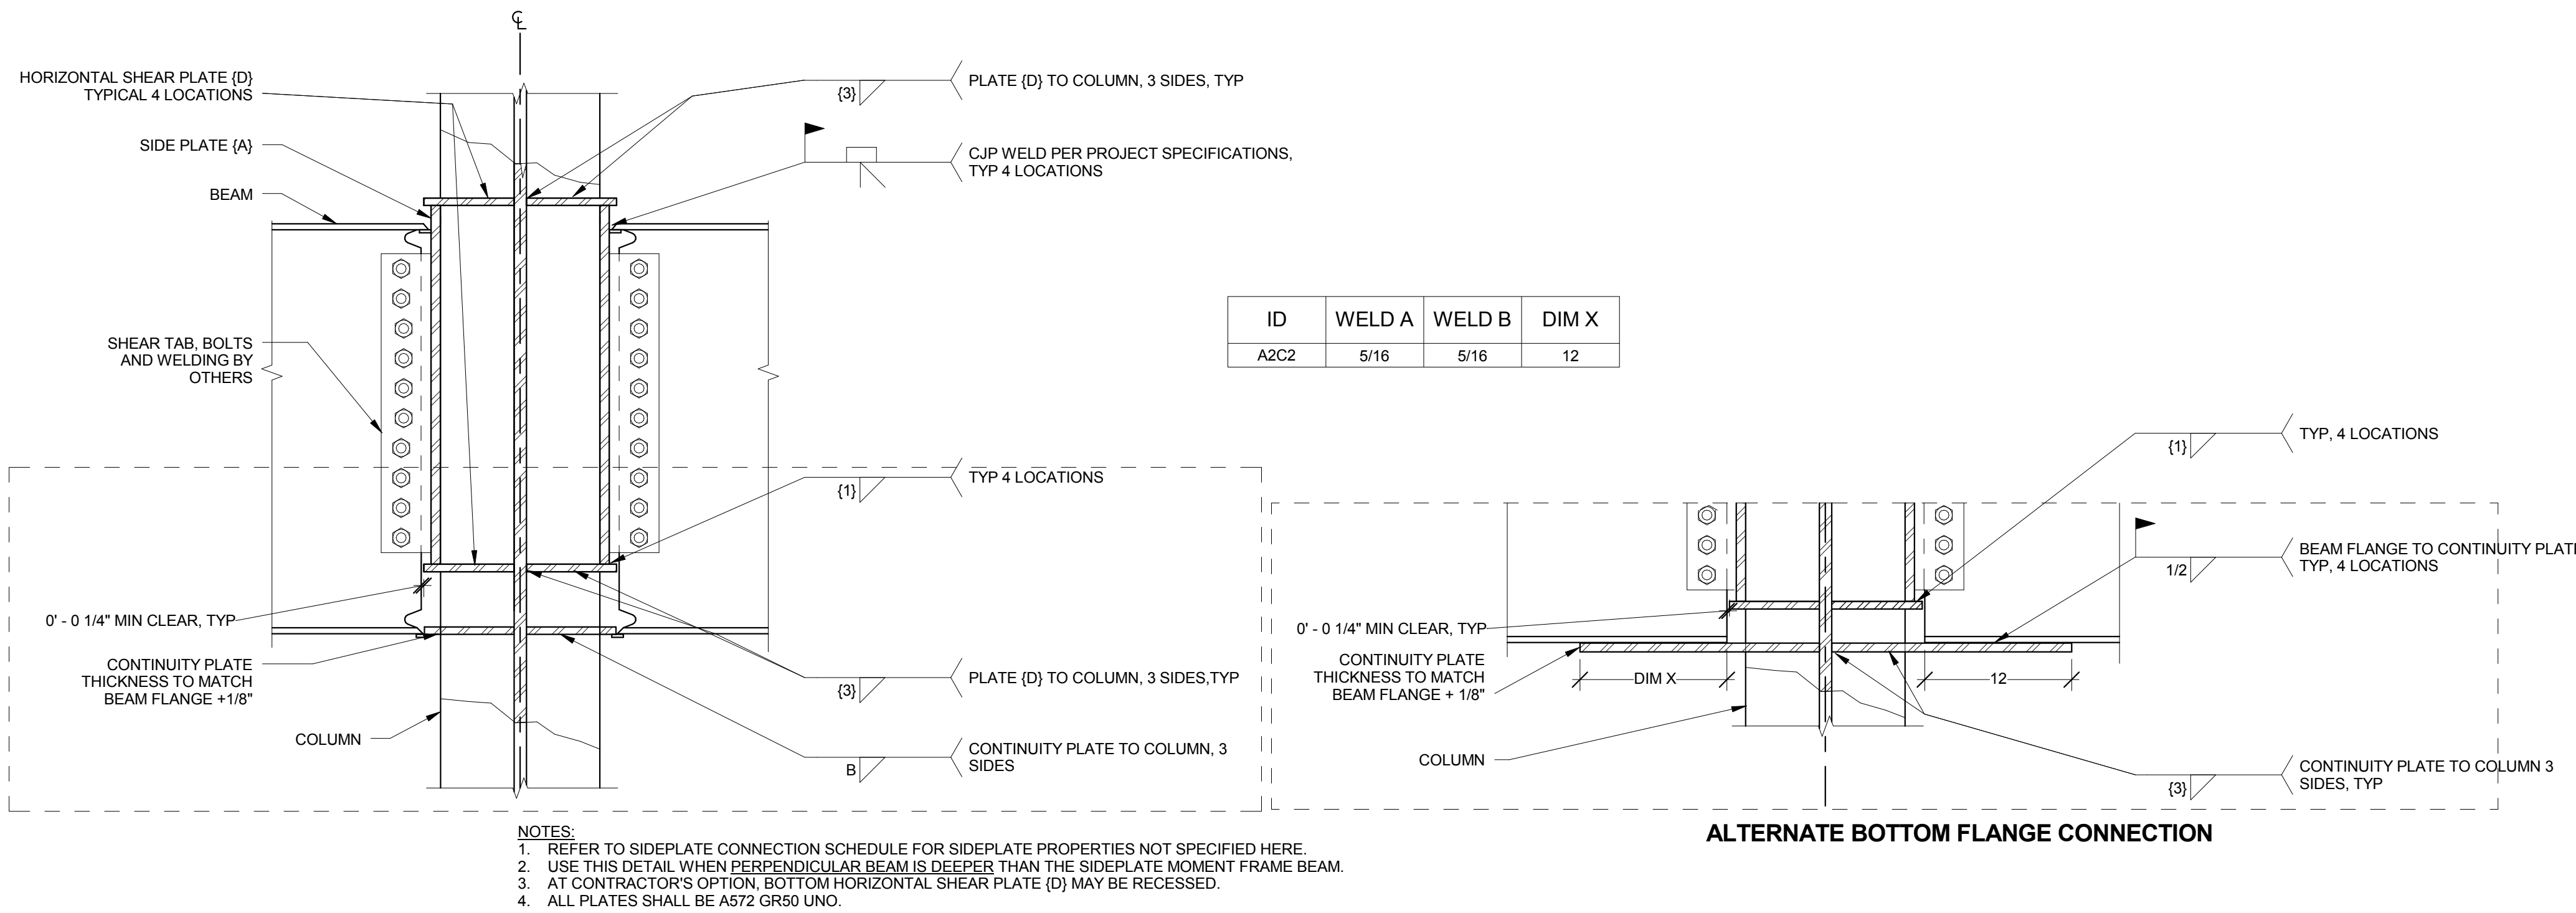 ℄
HORIZONTAL SHEAR PLATE {D}
TYPICAL 4 LOCATIONS
SIDE PLATE {A}
BEAM
SHEAR TAB, BOLTS
AND WELDING BY
OTHERS
0' - 0 1/4" MIN CLEAR, TYP
CONTINUITY PLATE
THICKNESS TO MATCH
BEAM FLANGE +1/8"
COLUMN
{3}
PLATE {D} TO COLUMN, 3 SIDES, TYP
CJP WELD PER PROJECT SPECIFICATIONS,
TYP 4 LOCATIONS
{1}
TYP 4 LOCATIONS
{3}
PLATE {D} TO COLUMN, 3 SIDES,TYP
B
CONTINUITY PLATE TO COLUMN, 3
SIDES
ID WELD A WELD B DIM X
A2C2 5/16 5/16 12
{1}
TYP, 4 LOCATIONS
1/2
BEAM FLANGE TO CONTINUITY PLATE
TYP, 4 LOCATIONS
0' - 0 1/4" MIN CLEAR, TYP
CONTINUITY PLATE
THICKNESS TO MATCH
BEAM FLANGE + 1/8"
DIM X
12
COLUMN
{3}
CONTINUITY PLATE TO COLUMN 3
SIDES, TYP
ALTERNATE BOTTOM FLANGE CONNECTION
NOTES:
1. REFER TO SIDEPLATE CONNECTION SCHEDULE FOR SIDEPLATE PROPERTIES NOT SPECIFIED HERE.
2. USE THIS DETAIL WHEN PERPENDICULAR BEAM IS DEEPER THAN THE SIDEPLATE MOMENT FRAME BEAM.
3. AT CONTRACTOR'S OPTION, BOTTOM HORIZONTAL SHEAR PLATE {D} MAY BE RECESSED.
4. ALL PLATES SHALL BE A572 GR50 UNO.